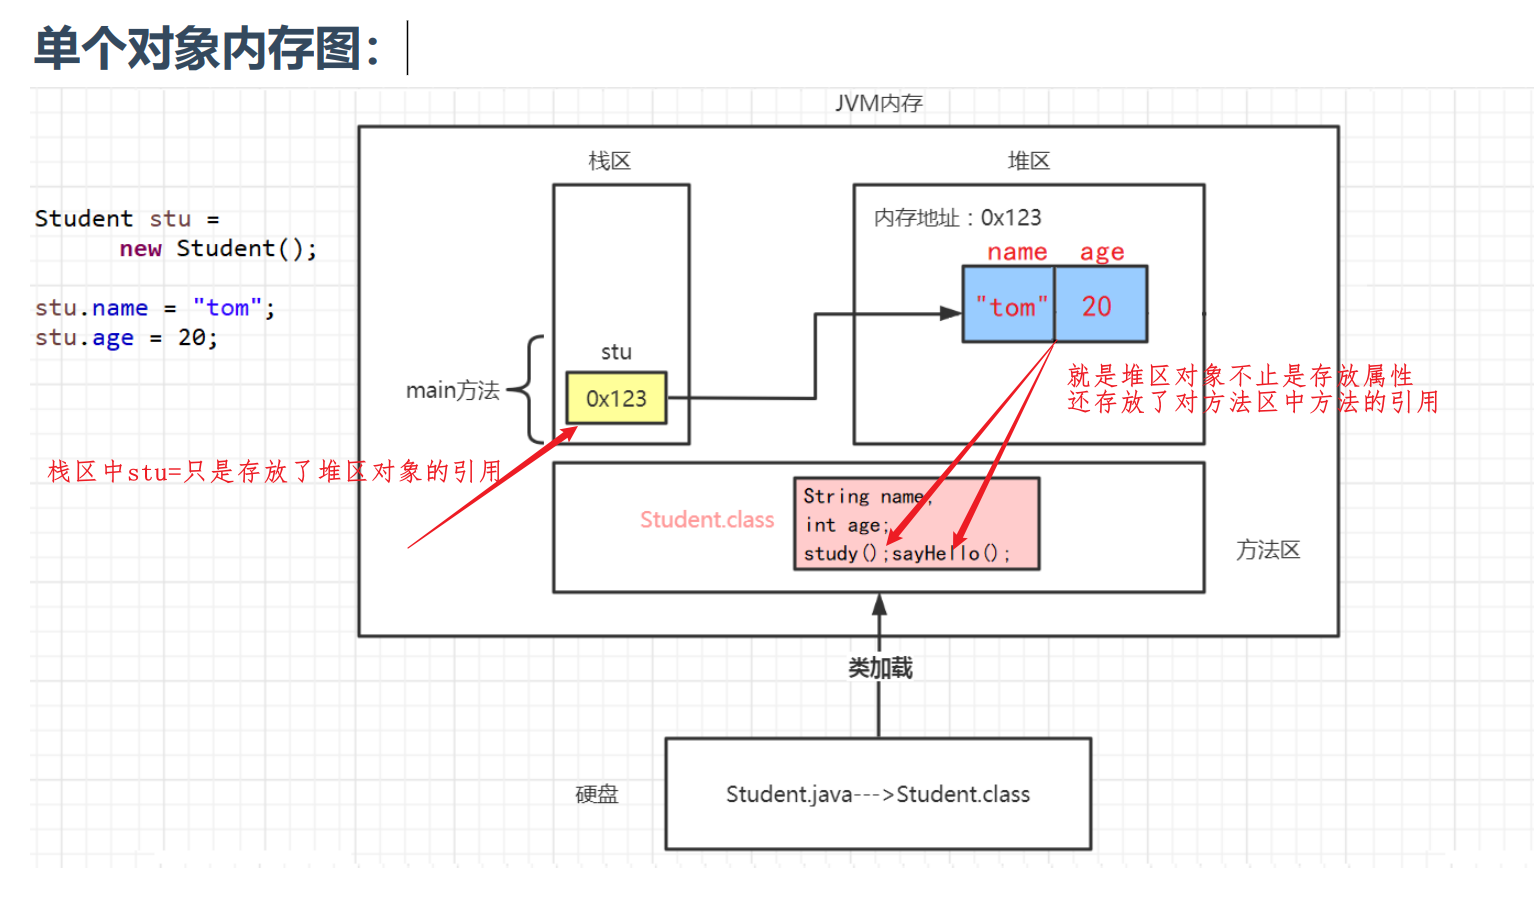 单个对象内存图：
JVM内存
栈区
堆区
Student stu =
new Student();
stu.name = "tom";
stu.age = 20;
内存地址：0x123
name age
"tom" 20
stu
main方法
0x123
就是堆区对象不止是存放属性
还存放了对方法区中方法的引用
栈区中stu=只是存放了堆区对象的引用
Student.class
String name;
int age;
study();sayHello();
方法区
类加载
硬盘
Student.java--->Student.class